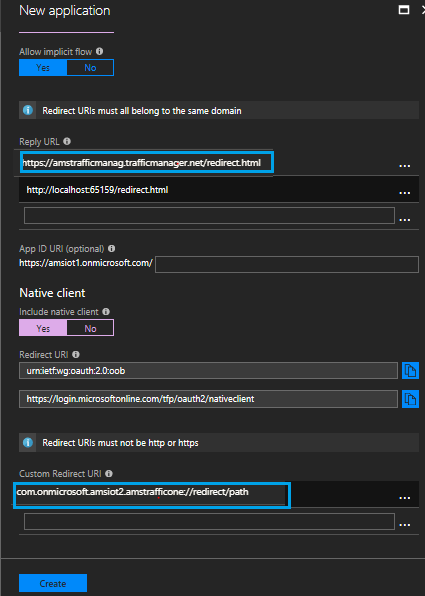 New application
Allow implicit flow
Yes No
Redirect URIs must all belong to the same domain
Reply URL
https://amstrafficmanag.trafficmanager.net/redirect.html
...
http://localhost:65159/redirect.html
...
...
App ID URI (optional)
https://amsiot1.onmicrosoft.com/
Native client
Include native client
Yes No
Redirect URI
urn:ietf:wg:oauth:2.0:oob
https://login.microsoftonline.com/tfp/oauth2/nativeclient
Redirect URIs must not be http or https
Custom Redirect URI
com.onmicrosoft.amsiot2.amstrafficone://redirect/path
...
...
Create